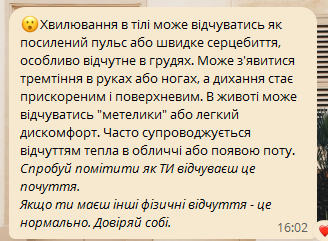 😮Хвилювання в тілі може відчуватись як
посилений пульс або швидке серцебиття,
особливо відчутне в грудях. Може з'явитися
тремтіння в руках або ногах, а дихання стає
прискореним і поверхневим. В животі може
відчуватись "метелики" або легкий
дискомфорт. Часто супроводжується
відчуттям тепла в обличчі або появою поту.
Спробуй помітити як ТИ відчуваєш це
почуття.
Якщо ти маєш інші фізичні відчуття - це
нормально. Довіряй собі.
16:02